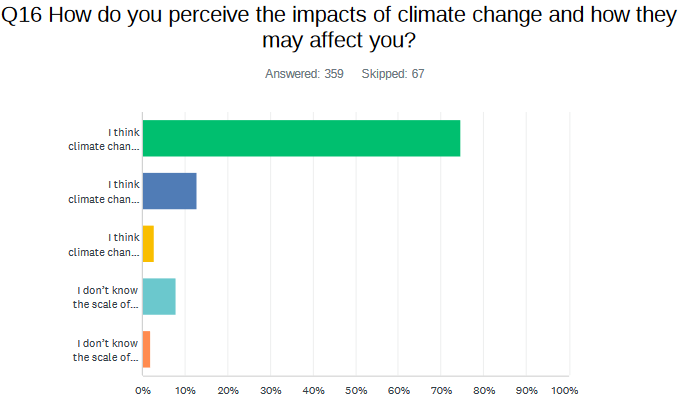 Q16 How do you perceive the impacts of climate change and how they
may affect you?
Answered: 359 Skipped: 67
I think
climate chan...
I think
climate chan...
I think
climate chan...
I don't know
the scale of...
I don't know
the scale of...
0% 10% 20% 30% 40% 50% 60% 70% 80% 90% 100%